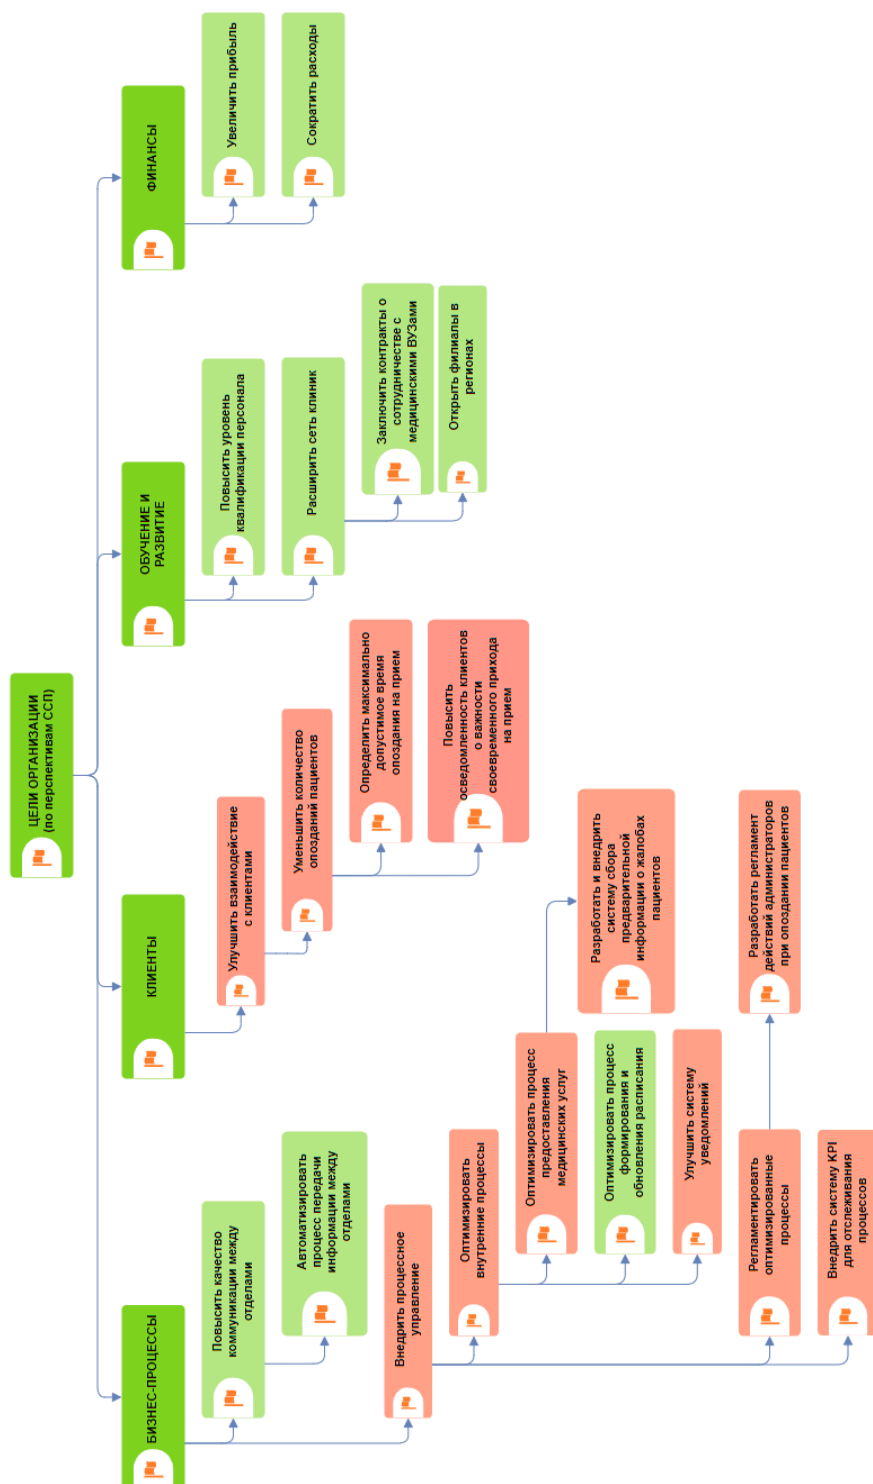 ЦЕЛИ ОРГАНИЗАЦИИ
(по перспективам ССП)
БИЗНЕС-ПРОЦЕССЫ
Повысить качество
коммуникации между
отделами
Автоматизировать
процесс передачи
информации между
отделами
Внедрить процессное
управление
Оптимизировать
внутренние процессы
Оптимизировать процесс
предоставления
медицинских услуг
Разработать и внедрить
систему сбора
предварительной
информации о жалобах
пациентов
Оптимизировать процесс
формирования и
обновления расписания
Улучшить систему
уведомлений
Регламентировать
оптимизированные
процессы
Разработать регламент
действий администраторов
при опоздании пациентов
Внедрить систему KPI
для отслеживания
процессов
КЛИЕНТЫ
Улучшить взаимодействие
с клиентами
Уменьшить количество
опозданий пациентов
Определить максимально
допустимое время
опоздания на прием
Повысить
осведомленность клиентов
о важности
своевременного прихода
на прием
ОБУЧЕНИЕ И
РАЗВИТИЕ
Повысить уровень
квалификации персонала
Расширить сеть клиник
Заключить контракты о
сотрудничестве с
медицинскими ВУЗами
Открыть филиалы в
регионах
ФИНАНСЫ
Увеличить прибыль
Сократить расходы